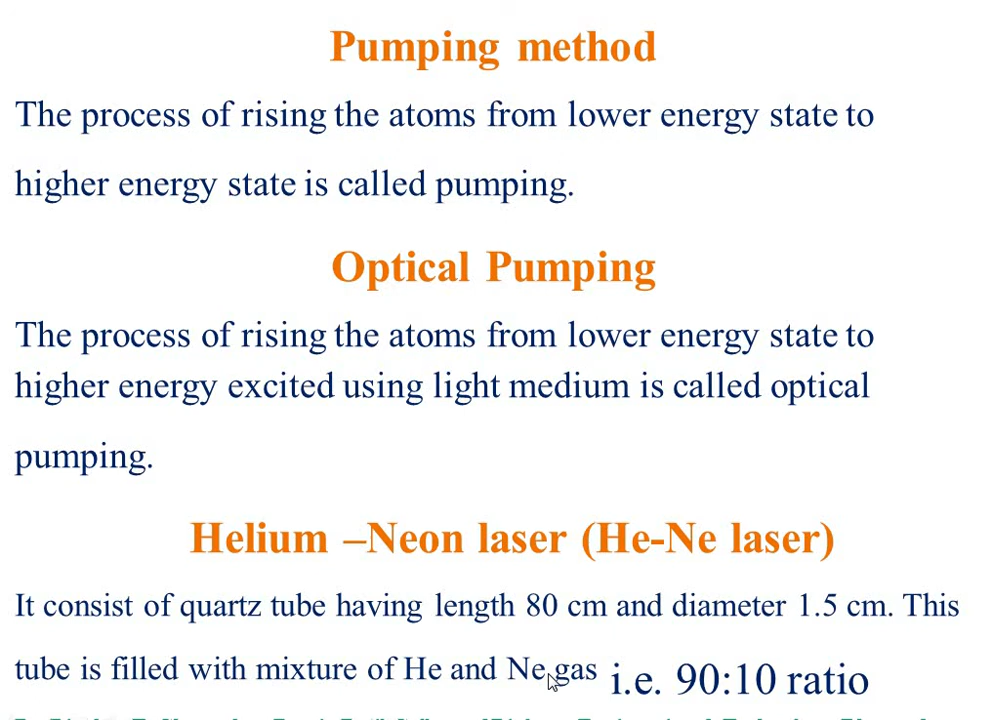 Pumping method
The process of rising the atoms from lower energy state to
higher energy state is called pumping.
Optical Pumping
The process of rising the atoms from lower energy state to
higher energy excited using light medium is called optical
pumping.
Helium –Neon laser (He-Ne laser)
It consist of quartz tube having length 80 cm and diameter 1.5 cm. This
tube is filled with mixture of He and Ne gas i.e. 90:10 ratio